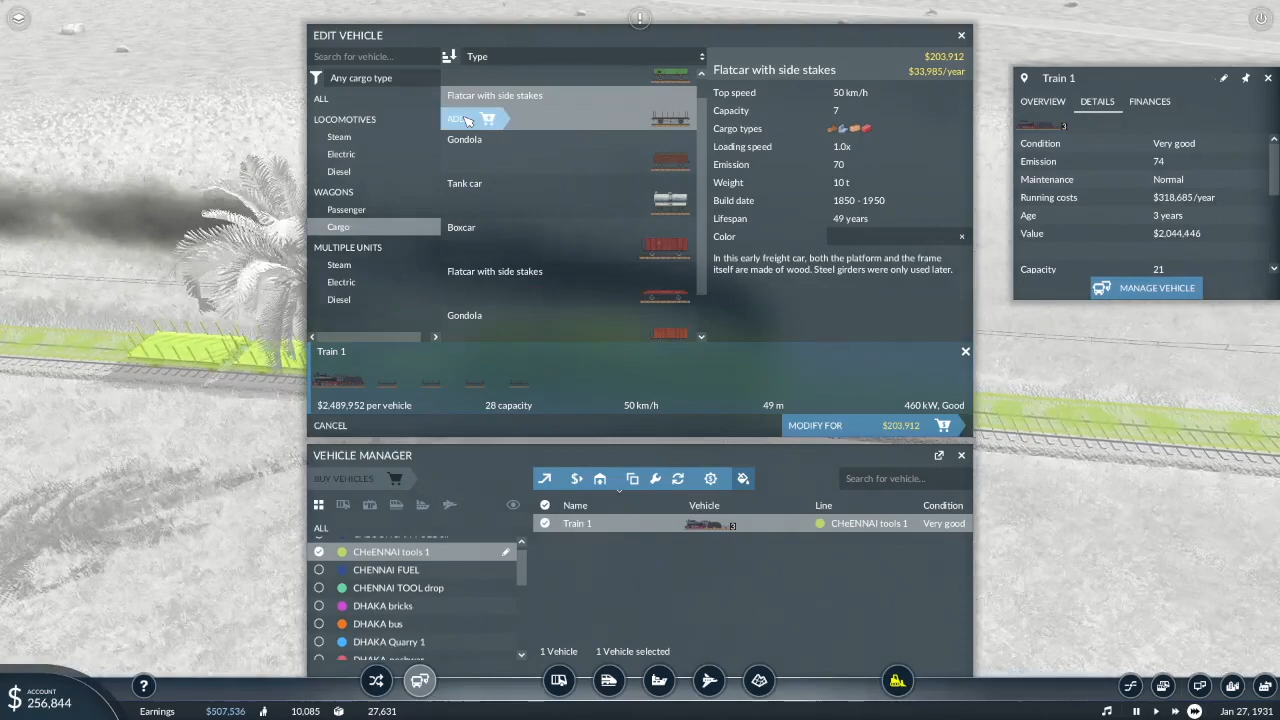 EDIT VEHICLE
Search for vehicle...
Type
Any cargo type
ALL
LOCOMOTIVES
Steam
Electric
Diesel
WAGONS
Passenger
Cargo
MULTIPLE UNITS
Steam
Electric
Diesel
Flatcar with side stakes
Gondola
Tank car
Boxcar
Flatcar with side stakes
Gondola
$203,912
Flatcar with side stakes
$33,985/year
Top speed 50 km/h
Capacity 7
Cargo types
Loading speed 1.0x
Emission 70
Weight 10 t
Build date 1850 - 1950
Lifespan 49 years
Color
In this early freight car, both the platform and the frame
itself are made of wood. Steel girders were only used later.
Train 1
$2,489,952 per vehicle 28 capacity 50 km/h 49 m 460 kW, Good
CANCEL
MODIFY FOR $203,912
Train 1
OVERVIEW DETAILS FINANCES
3
Condition Very good
Emission 74
Maintenance Normal
Running costs $318,685/year
Age 3 years
Value $2,044,446
Capacity 21
MANAGE VEHICLE
VEHICLE MANAGER
BUY VEHICLES
Search for vehicle...
ALL
CHeENNAI tools 1
CHENNAI FUEL
CHENNAI TOOL drop
DHAKA bricks
DHAKA bus
DHAKA Quarry 1
Name Vehicle Line Condition
Train 1 3 CHeENNAI tools 1 Very good
1 Vehicle 1 Vehicle selected
$ ACCOUNT
256,844
?
Earnings $507,536 10,085 27,631
Jan 27, 1931